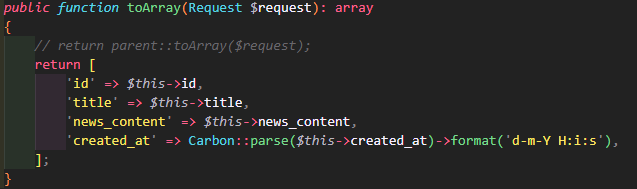 public function toArray(Request $request): array
{
    // return parent::toArray($request);
    return [
        'id' => $this->id,
        'title' => $this->title,
        'news_content' => $this->news_content,
        'created_at' => Carbon::parse($this->created_at)->format('d-m-Y H:i:s'),
    ];
}